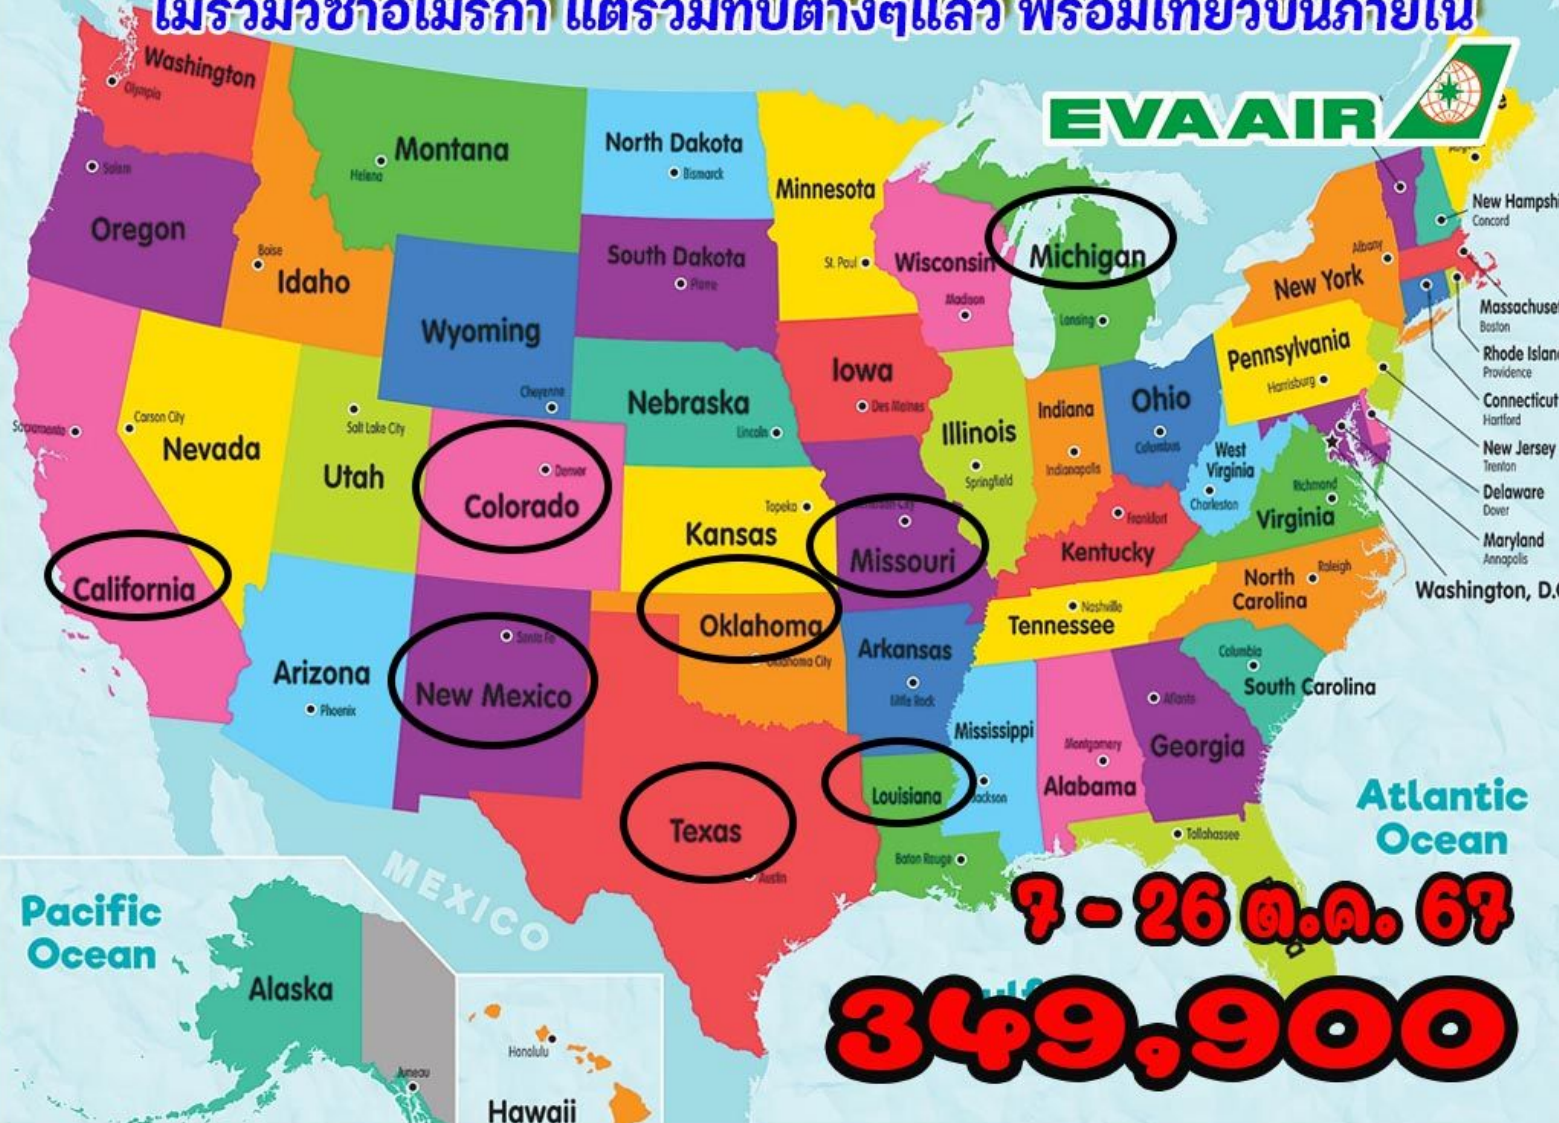 ไม่รวมวีซ่าอเมริกา แต่รวมทิปต่างๆแล้ว พร้อมเที่ยวบินภายใน
EVA AIR
Washington
Olympia
Montana
Helena
North Dakota
Bismarck
Minnesota
St. Paul
Salem
Oregon
Boise
Idaho
South Dakota
Pierre
Wisconsin
Madison
Michigan
Lansing
New York
Albany
New Hampshi
Concord
Massachuset
Boston
Rhode Islan
Providence
Connecticut
Hartford
New Jersey
Trenton
Delaware
Dover
Maryland
Annapolis
Washington, D.C
Wyoming
Cheyenne
Iowa
Des Moines
Nebraska
Lincoln
Pennsylvania
Harrisburg
Ohio
Columbus
Indiana
Indianapolis
Illinois
Springfield
West
Virginia
Charleston
Richmond
Virginia
Sacramento
Carson City
Nevada
Salt Lake City
Utah
Denver
Colorado
Topeka
Kansas
Missouri
Frankfort
Kentucky
Raleigh
North
Carolina
California
Nashville
Tennessee
Oklahoma
Oklahoma City
Arkansas
Little Rock
Columbia
South Carolina
Arizona
Phoenix
Santa Fe
New Mexico
Mississippi
Jackson
Montgomery
Alabama
Atlanta
Georgia
Texas
Austin
Louisiana
Baton Rouge
Tallahassee
Atlantic
Ocean
MEXICO
Pacific
Ocean
Alaska
Juneau
Honolulu
Hawaii
7 - 26 ต.ค. 67
349,900